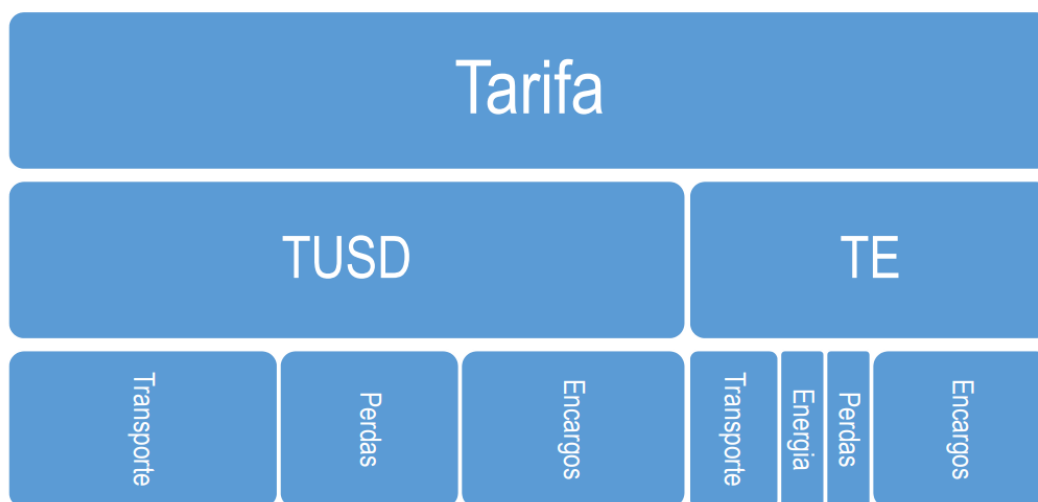 Tarifa
TUSD
TE
Transporte
Perdas
Encargos
Transporte
Energia
Perdas
Encargos